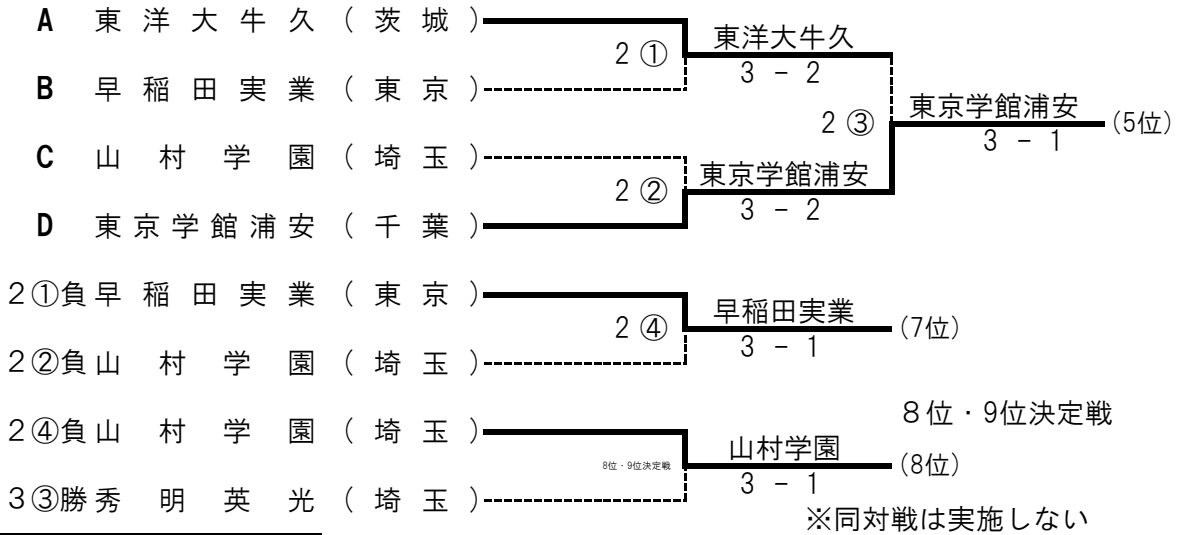 A 東洋大牛久(茨城)
2① 東洋大牛久
3 - 2
B 早稲田実業(東京)
2③ 東京学館浦安 (5位)
3 - 1
C 山村学園(埼玉)
2② 東京学館浦安
3 - 2
D 東京学館浦安(千葉)
2①負 早稲田実業(東京)
2④ 早稲田実業 (7位)
3 - 1
2②負 山村学園(埼玉)
8位・9位決定戦
2④負 山村学園(埼玉)
8位・9位決定戦 山村学園 (8位)
3 - 1
3③勝 秀明英光(埼玉)
※同対戦は実施しない